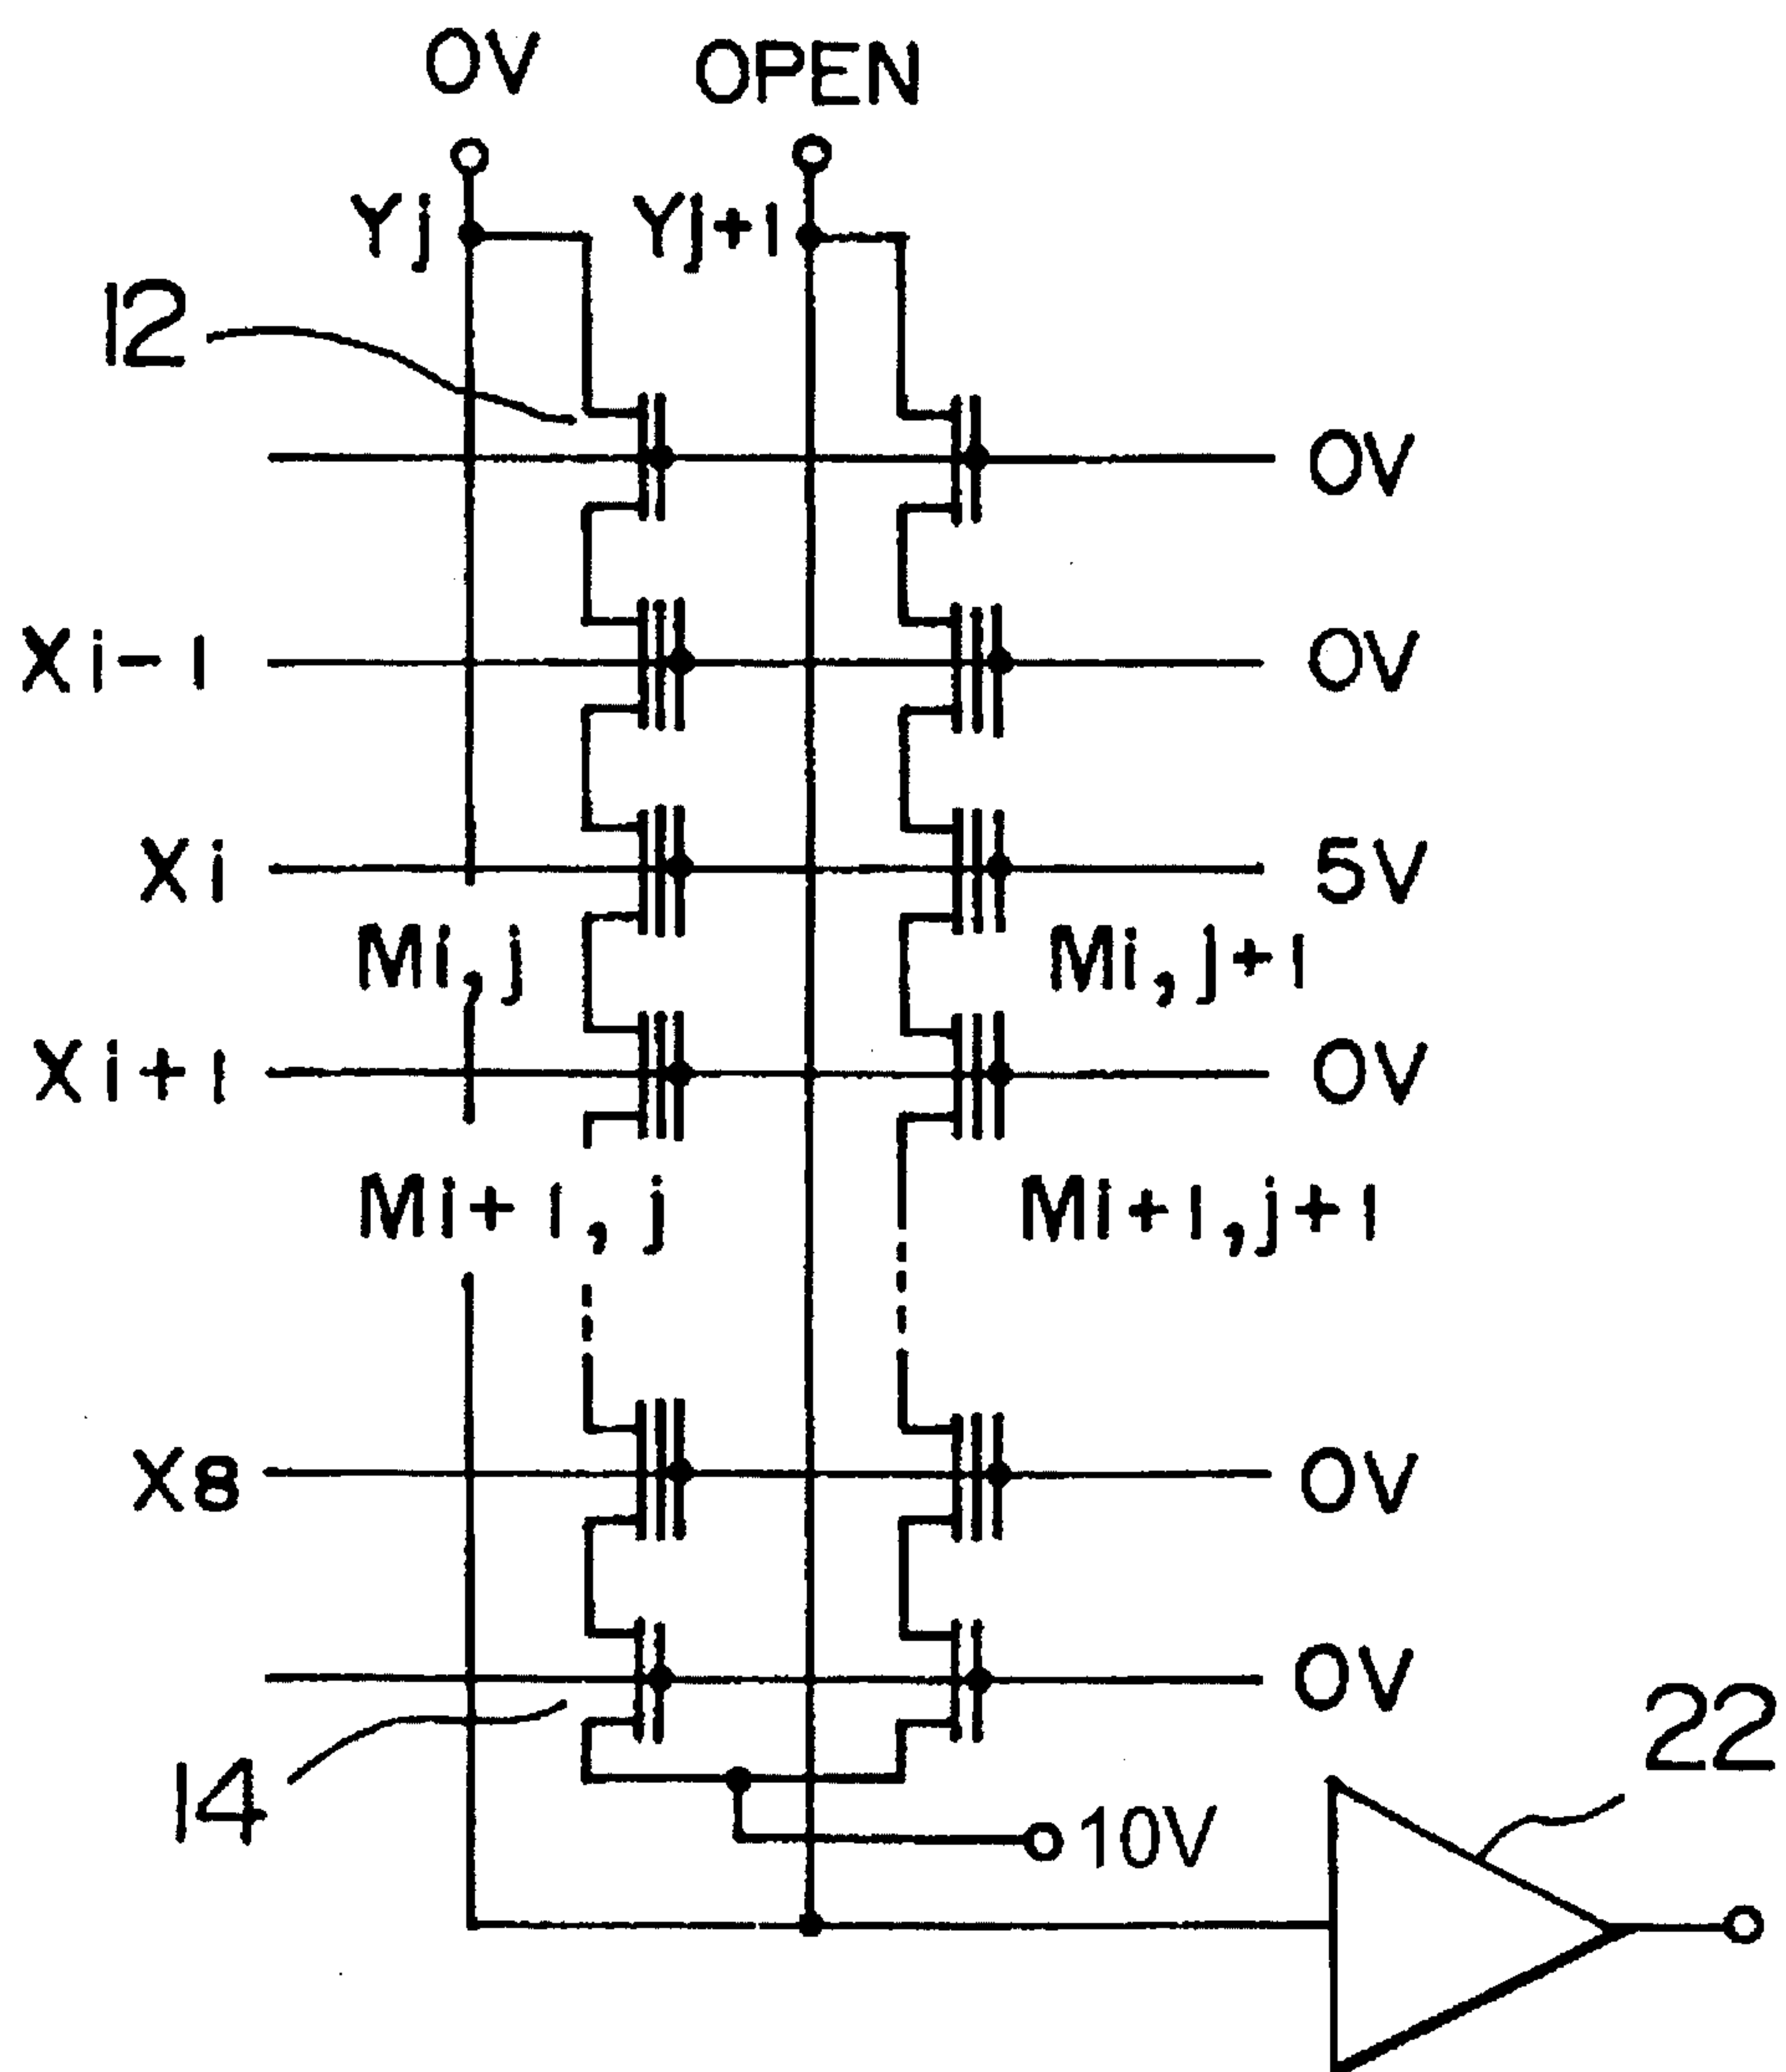 0V OPEN
Yj Yj+1
12
0V
Xi-1 0V
Xi 5V
Mi,j Mi,j+1
Xi+1 0V
Mi+1,j Mi+1,j+1
X8 0V
0V
22
14
10V